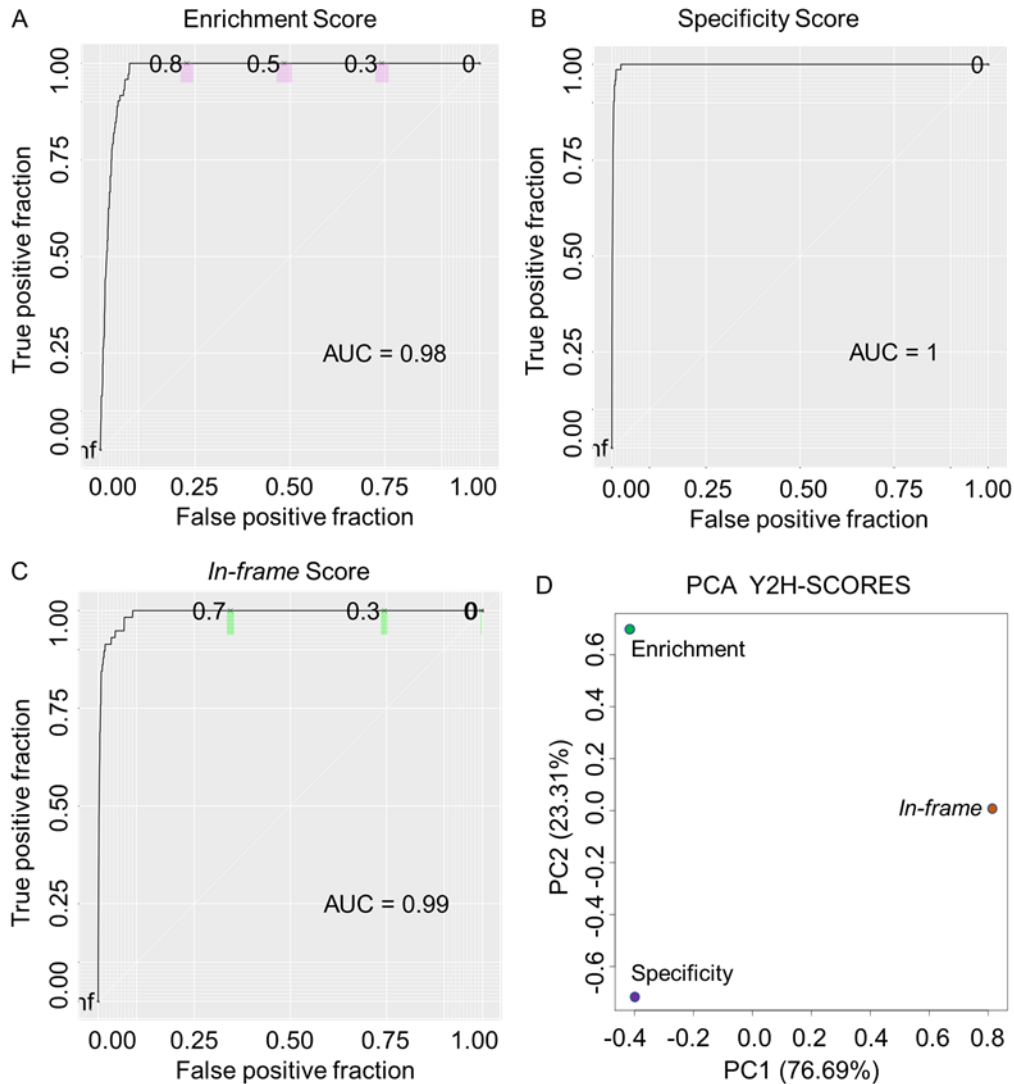 A
Enrichment Score
1.00
0.75
0.50
0.25
0.00
True positive fraction
0.8
0.5
0.3
0
AUC = 0.98
nf
0.00 0.25 0.50 0.75 1.00
False positive fraction
B
Specificity Score
1.00
0.75
0.50
0.25
0.00
True positive fraction
0
AUC = 1
nf
0.00 0.25 0.50 0.75 1.00
False positive fraction
C
In-frame Score
1.00
0.75
0.50
0.25
0.00
True positive fraction
0.7
0.3
0
AUC = 0.99
nf
0.00 0.25 0.50 0.75 1.00
False positive fraction
D
PCA Y2H-SCORES
0.6
0.4
0.2
0.0
-0.2
-0.4
-0.6
PC2 (23.31%)
Enrichment
In-frame
Specificity
-0.4 -0.2 0.0 0.2 0.4 0.6 0.8
PC1 (76.69%)